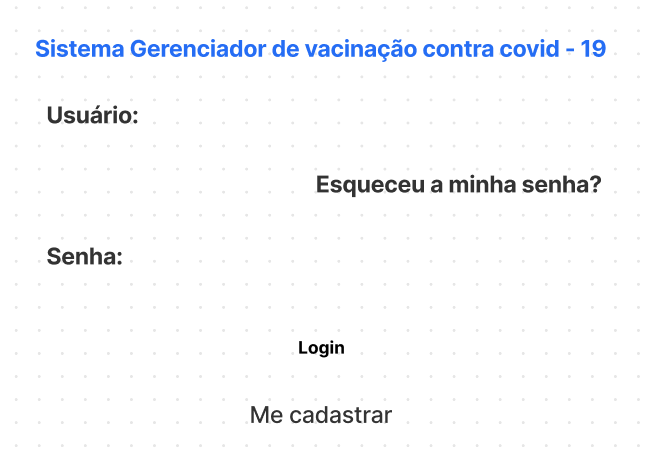 Sistema Gerenciador de vacinação contra covid - 19
Usuário:
Esqueceu a minha senha?
Senha:
Login
Me cadastrar